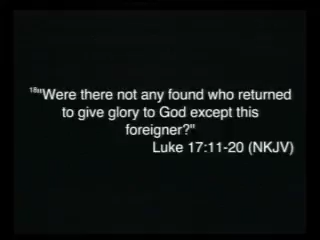 18"Were there not any found who returned
to give glory to God except this
foreigner?"
Luke 17:11-20 (NKJV)